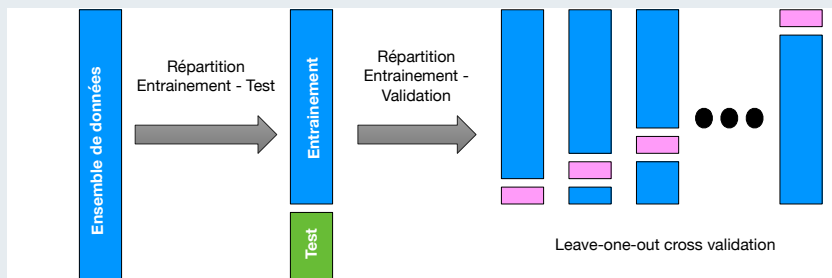 Ensemble de données
Répartition
Entrainement - Test
Entrainement
Test
Répartition
Entrainement -
Validation
Leave-one-out cross validation